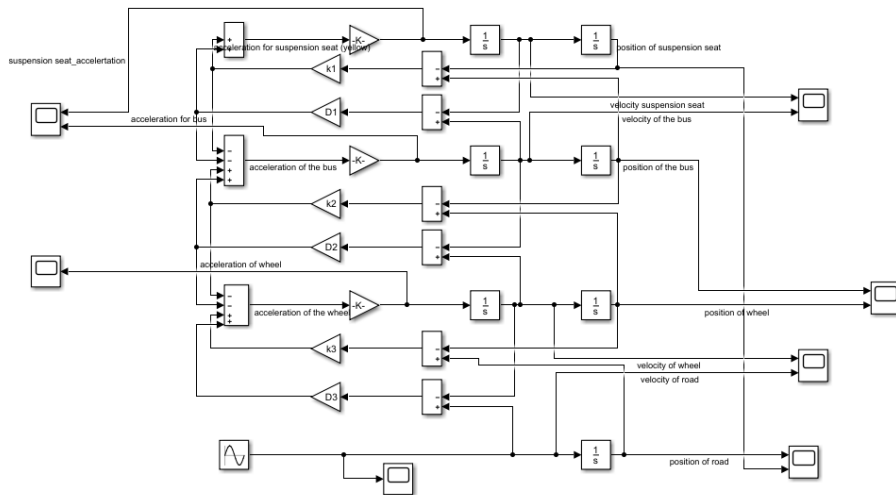 acceleration for suspension seat (yellow)
-K-
1
s
1
s
position of suspension seat
suspension seat_accelertation
k1
velocity suspension seat
D1
acceleration for bus
velocity of the bus
acceleration of the bus
-K-
1
s
1
s
position of the bus
k2
D2
acceleration of wheel
acceleration of the whee
-K-
1
s
1
s
position of wheel
k3
velocity of wheel
velocity of road
D3
1
s
position of road